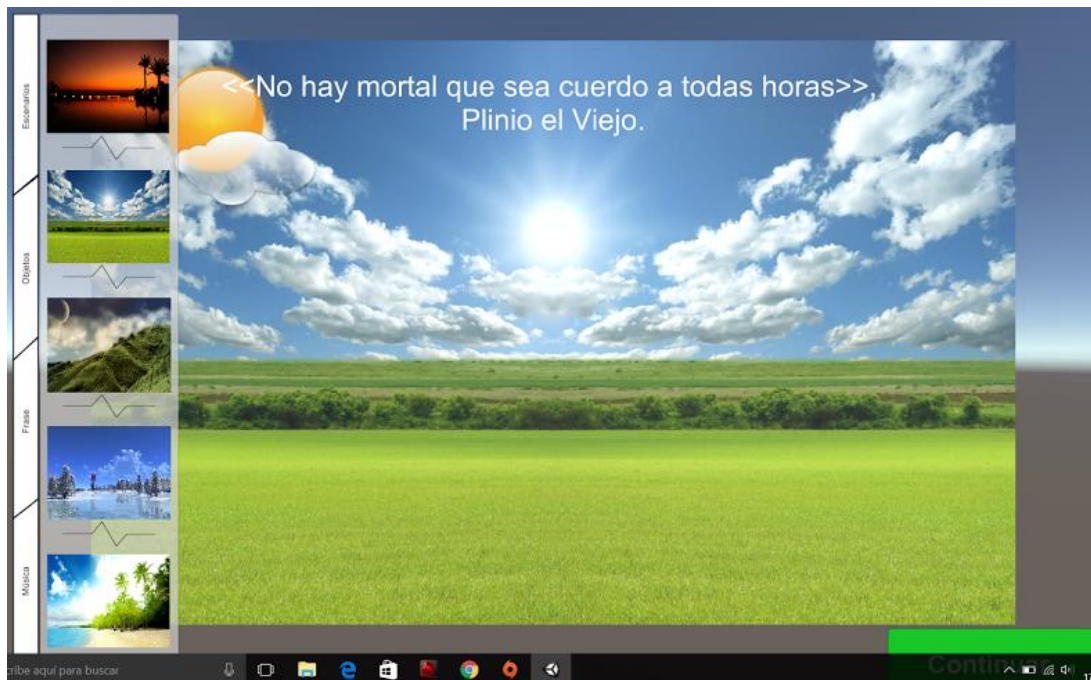 Escenarios
Objetos
Frase
Música
<<No hay mortal que sea cuerdo a todas horas>>,
Plinio el Viejo.
Continuar
cribe aquí para buscar